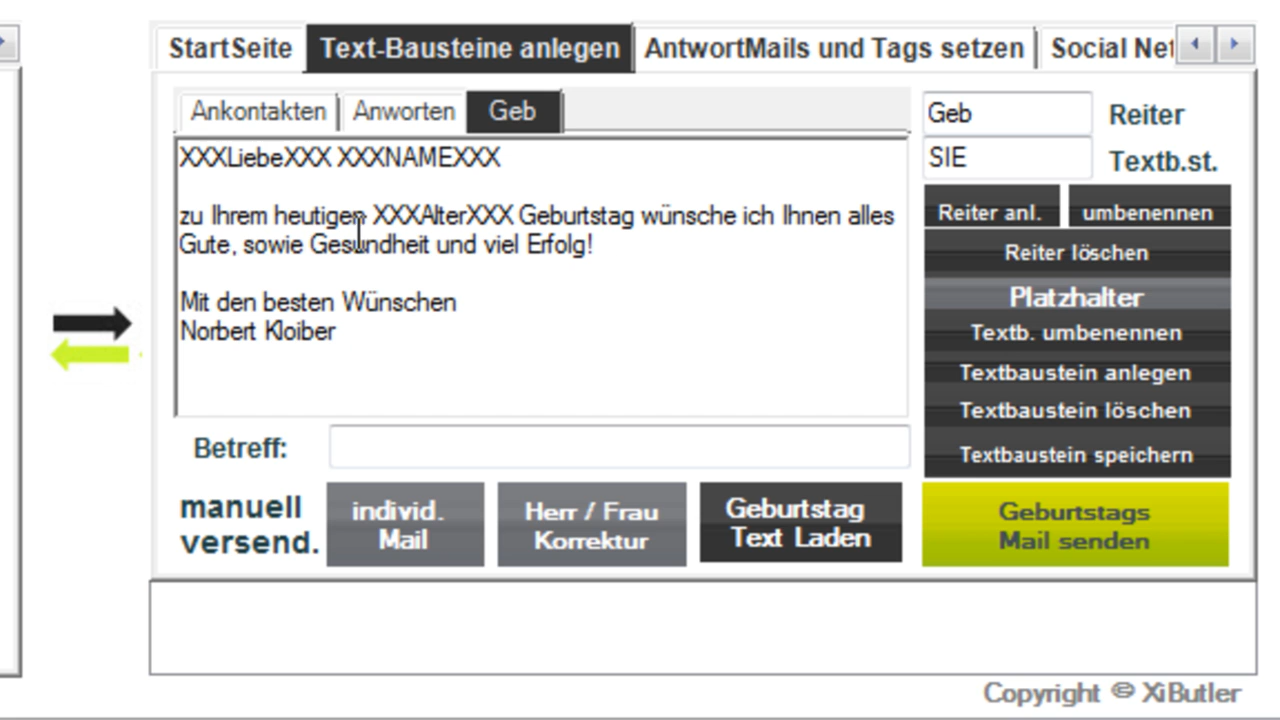 StartSeite Text-Bausteine anlegen AntwortMails und Tags setzen Social Net
Ankontakten Anworten Geb
Geb Reiter
XXXLiebeXXX XXXNAMEXXX
SIE Textb.st.
zu Ihrem heutigen XXXAlterXXX Geburtstag wünsche ich Ihnen alles
Gute, sowie Gesundheit und viel Erfolg!
Mit den besten Wünschen
Norbert Kloiber
Reiter anl. umbenennen
Reiter löschen
Platzhalter
Textb. umbenennen
Textbaustein anlegen
Textbaustein löschen
Textbaustein speichern
Betreff:
manuell
versend.
individ.
Mail
Herr / Frau
Korrektur
Geburtstag
Text Laden
Geburtstags
Mail senden
Copyright © XiButler